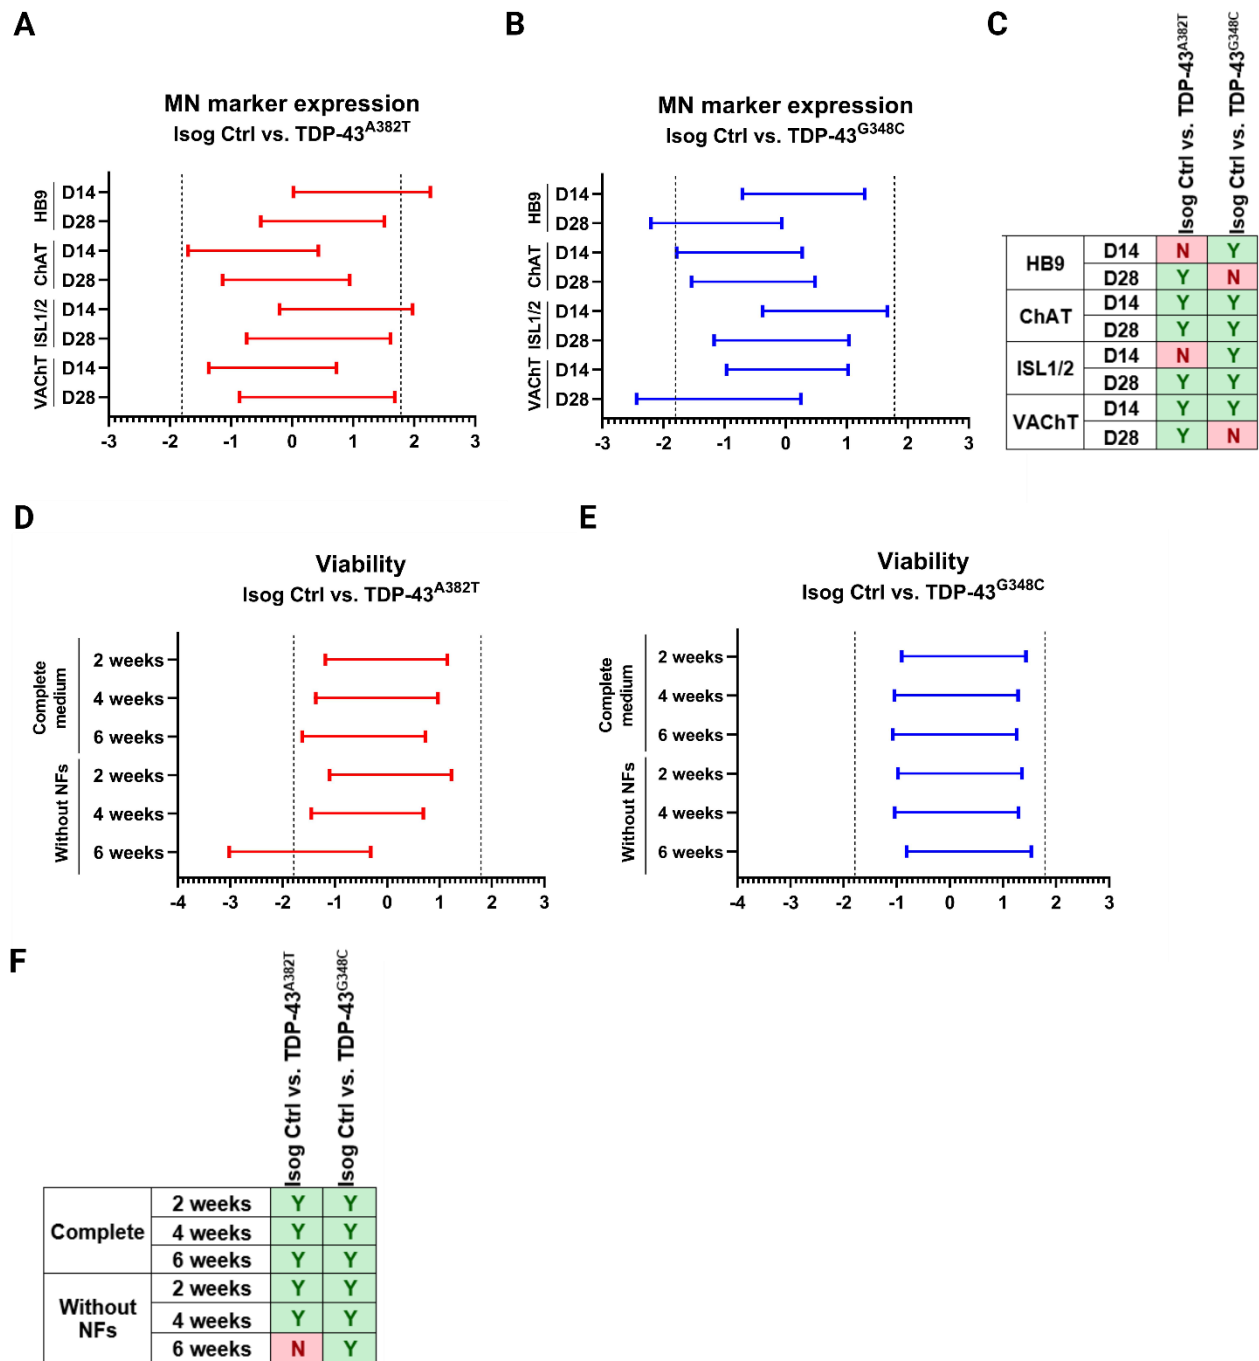 A
MN marker expression
Isog Ctrl vs. TDP-43A382T
HB9
D14
D28
ChAT
D14
D28
ISL1/2
D14
D28
VAChT
D14
D28
-3 -2 -1 0 1 2 3
B
MN marker expression
Isog Ctrl vs. TDP-43G348C
HB9
D14
D28
ChAT
D14
D28
ISL1/2
D14
D28
VAChT
D14
D28
-3 -2 -1 0 1 2 3
C
Isog Ctrl vs. TDP-43A382T
Isog Ctrl vs. TDP-43G348C
HB9
D14 N Y
D28 Y N
ChAT
D14 Y Y
D28 Y Y
ISL1/2
D14 N Y
D28 Y Y
VAChT
D14 Y Y
D28 Y N
D
Viability
Isog Ctrl vs. TDP-43A382T
Complete
medium
2 weeks
4 weeks
6 weeks
Without NFs
2 weeks
4 weeks
6 weeks
-4 -3 -2 -1 0 1 2 3
E
Viability
Isog Ctrl vs. TDP-43G348C
Complete
medium
2 weeks
4 weeks
6 weeks
Without NFs
2 weeks
4 weeks
6 weeks
-4 -3 -2 -1 0 1 2 3
F
Isog Ctrl vs. TDP-43A382T
Isog Ctrl vs. TDP-43G348C
Complete
2 weeks Y Y
4 weeks Y Y
6 weeks Y Y
Without
NFs
2 weeks Y Y
4 weeks Y Y
6 weeks N Y